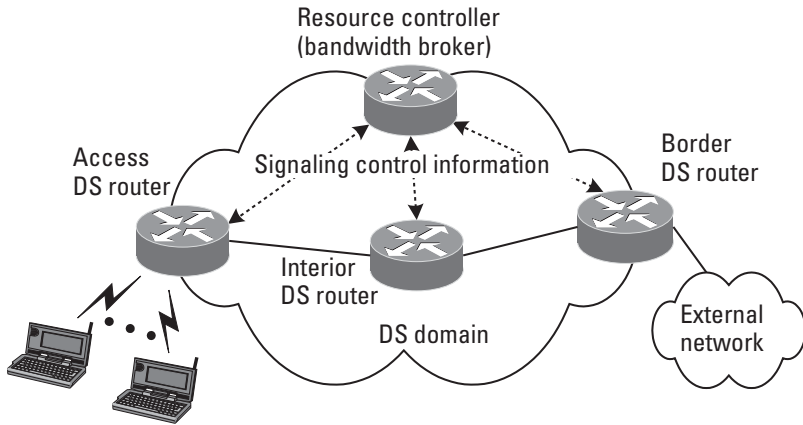 Resource controller
(bandwidth broker)
Access
DS router
Signaling control information
Border
DS router
Interior
DS router
DS domain
External
network